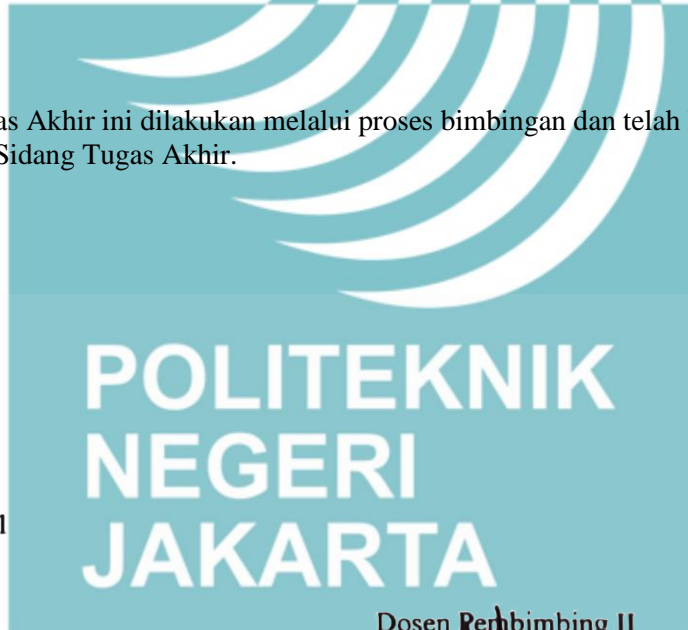 as Akhir ini dilakukan melalui proses bimbingan dan telah
Sidang Tugas Akhir.
POLITEKNIK
NEGERI
JAKARTA
Dosen Pembimbing II